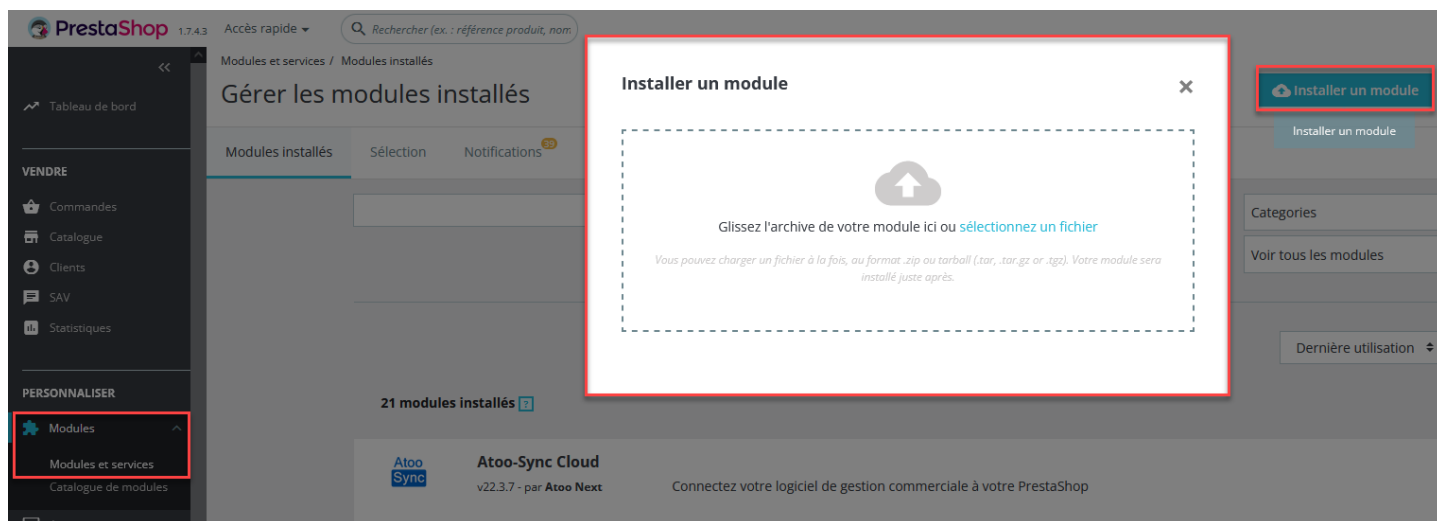 PrestaShop 1.7.4.3 Accès rapide Rechercher (ex. : référence produit, nom
Modules et services / Modules installés
Gérer les modules installés
Installer un module
Installer un module
Installer un module
Tableau de bord
Modules installés Sélection Notifications 39
VENDRE
Commandes
Catalogue
Clients
SAV
Statistiques
Glissez l'archive de votre module ici ou sélectionnez un fichier
Vous pouvez charger un fichier à la fois, au format .zip ou tarball (.tar, .tar.gz or .tgz). Votre module sera
installé juste après.
Categories
Voir tous les modules
Dernière utilisation
PERSONNALISER
Modules
Modules et services
Catalogue de modules
21 modules installés ?
Atoo
Sync
Atoo-Sync Cloud
v22.3.7 - par Atoo Next
Connectez votre logiciel de gestion commerciale à votre PrestaShop